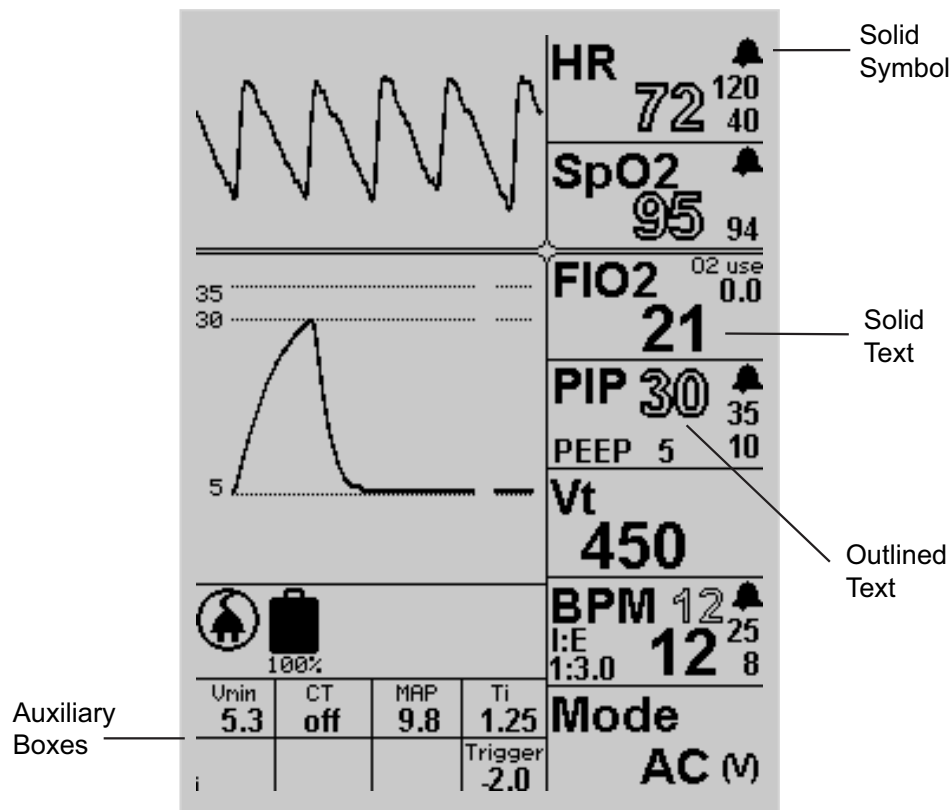 HR
72
120
40
Solid
Symbol
SpO2
95
94
35
30
5
FIO2
O2 use
0.0
21
Solid
Text
PIP 30
35
10
PEEP 5
Vt
450
Outlined
Text
100%
BPM 12
25
I:E
1:3.0
12
8
Auxiliary
Boxes
Vmin CT MAP Ti
5.3 off 9.8 1.25
Trigger
-2.0
Mode
AC (V)